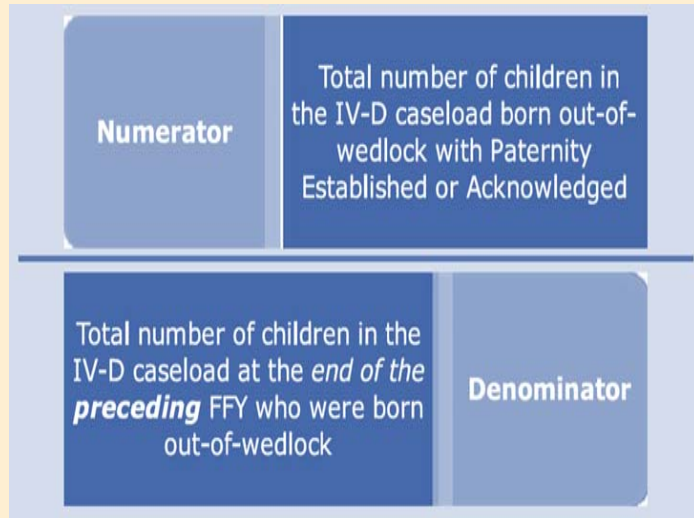 Numerator
Total number of children in
the IV-D caseload born out-of-
wedlock with Paternity
Established or Acknowledged
Total number of children in the
IV-D caseload at the end of the
preceding FFY who were born
out-of-wedlock
Denominator